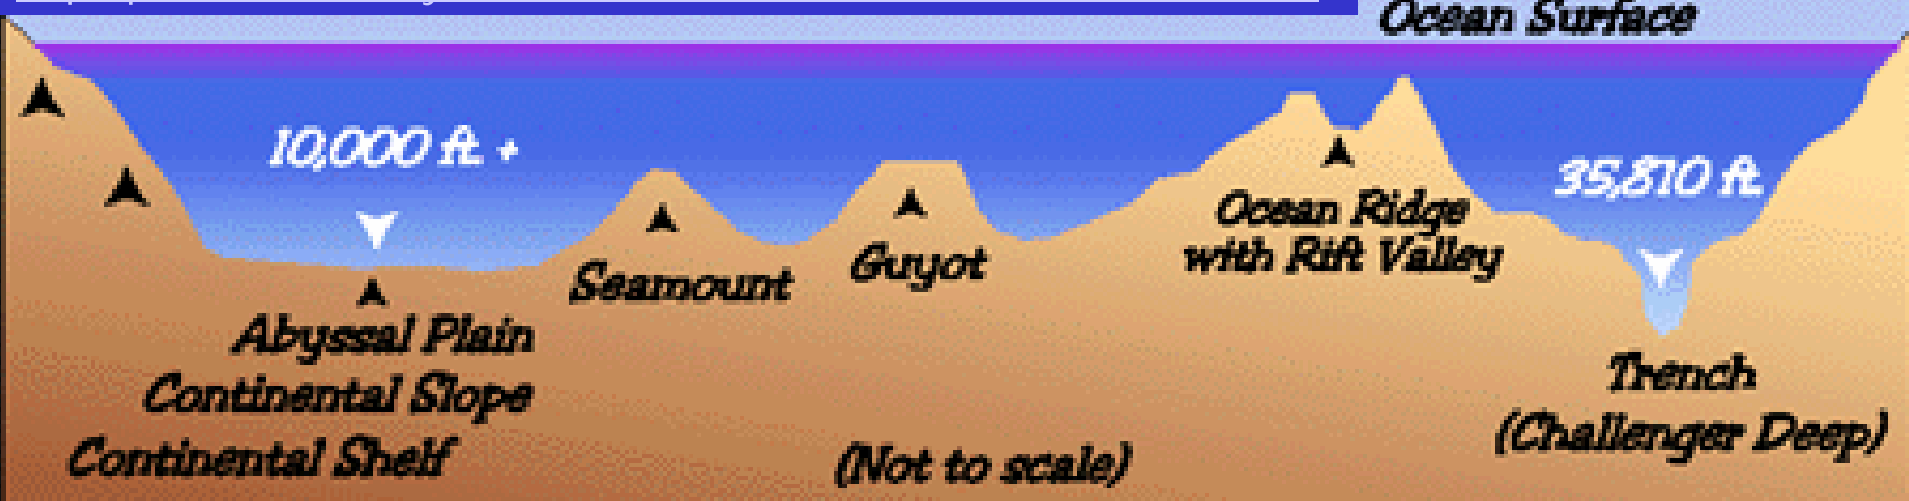 Ocean Surface
10,000 ft +
35,810 ft
Ocean Ridge
with Rift Valley
Seamount
Guyot
Abyssal Plain
Continental Slope
Continental Shelf
(Not to scale)
Trench
(Challenger Deep)